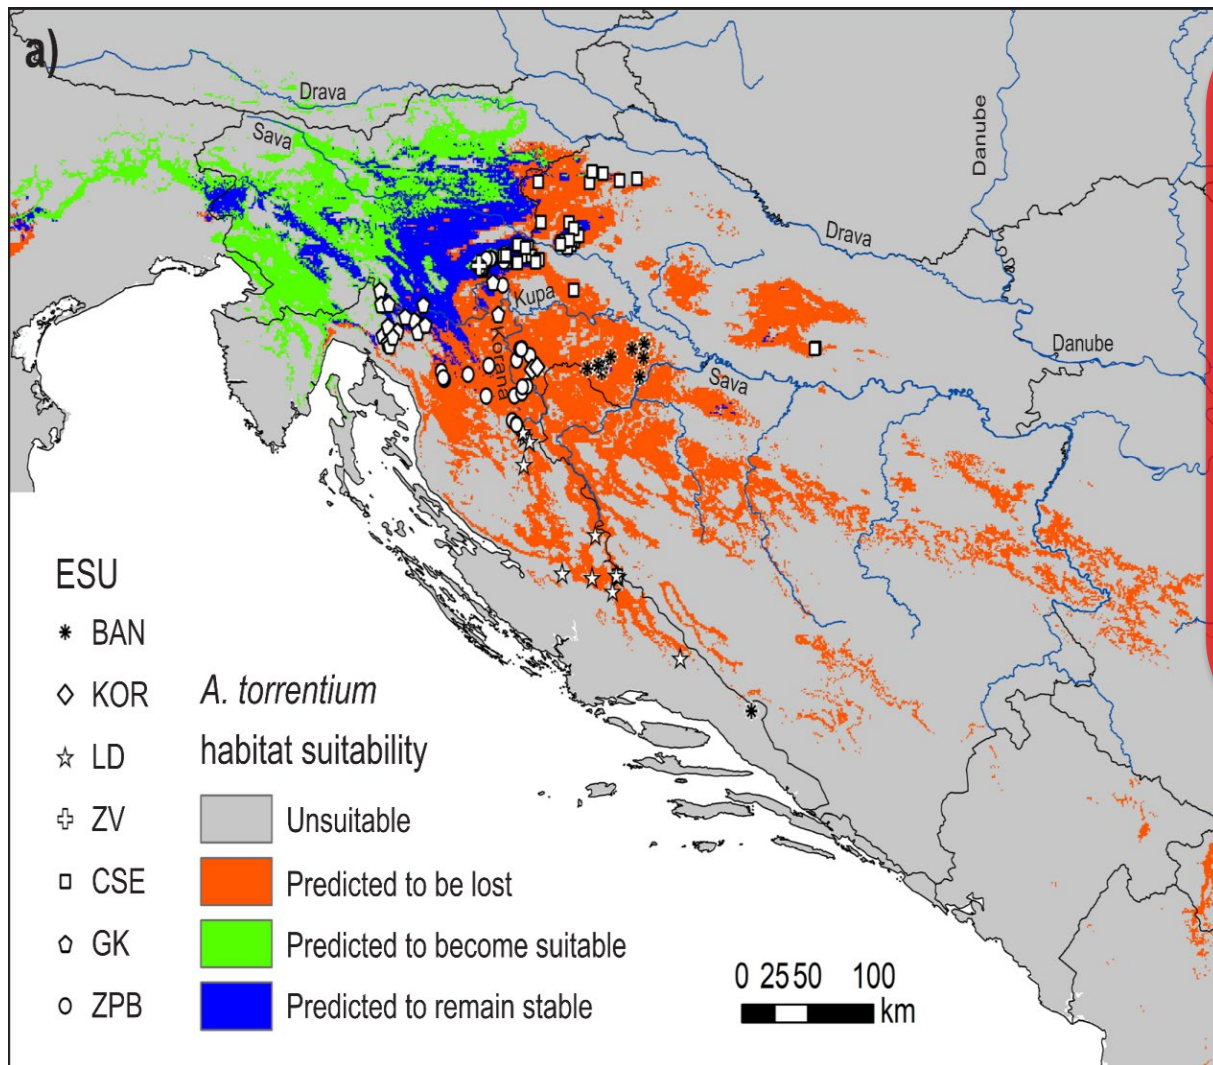 a)
Drava
Sava
Danube
Drava
Kupa
Korana
Danube
Sava
ESU
BAN
KOR
LD
ZV
CSE
GK
ZPB
A. torrentium
habitat suitability
Unsuitable
Predicted to be lost
Predicted to become suitable
Predicted to remain stable
0 25 50 100
km